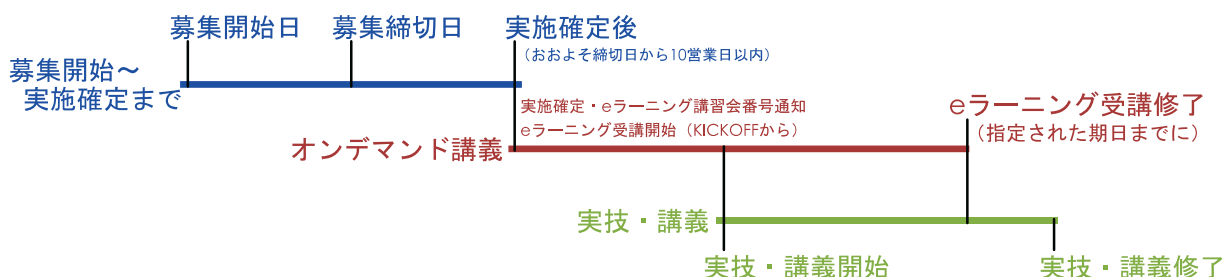 募集開始日
募集締切日
実施確定後
（おおよそ締切日から10営業日以内）
募集開始〜
実施確定まで
実施確定・eラーニング講習会番号通知
eラーニング受講開始（KICKOFFから）
eラーニング受講修了
（指定された期日までに）
オンデマンド講義
実技・講義
実技・講義開始
実技・講義修了